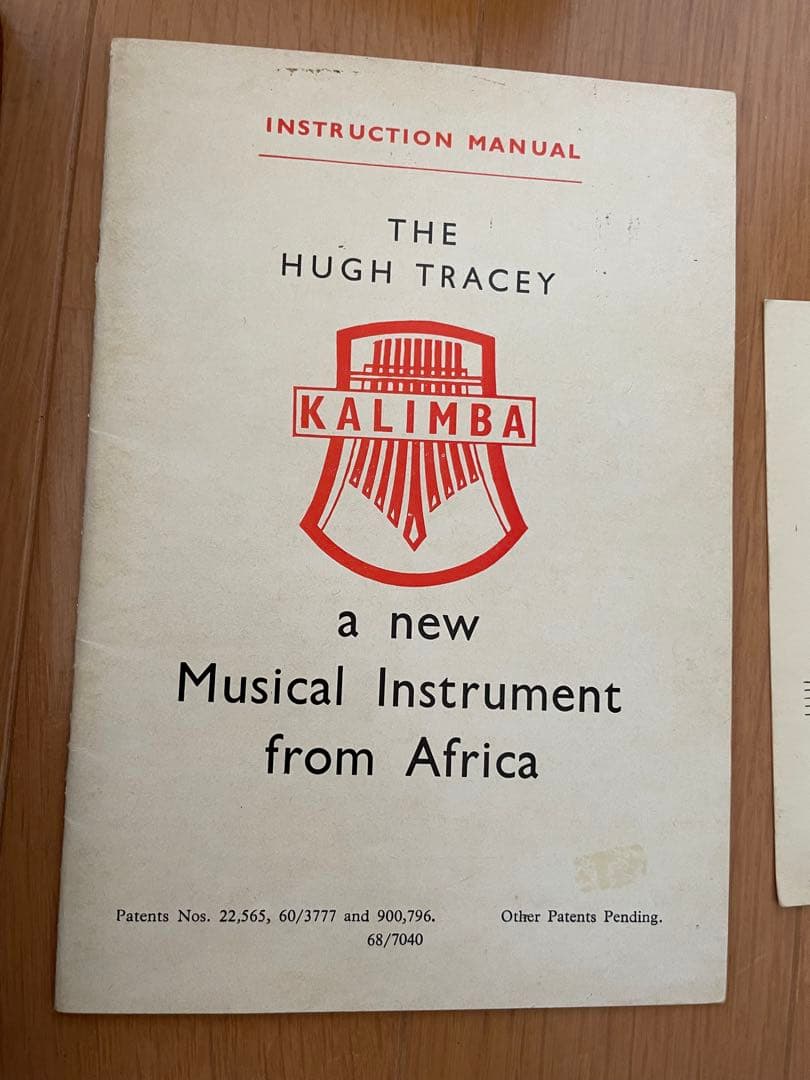 INSTRUCTION MANUAL
THE
HUGH TRACEY
KALIMBA
a new
Musical Instrument
from Africa
Patents Nos. 22,565, 60/3777 and 900,796. Other Patents Pending.
68/7040